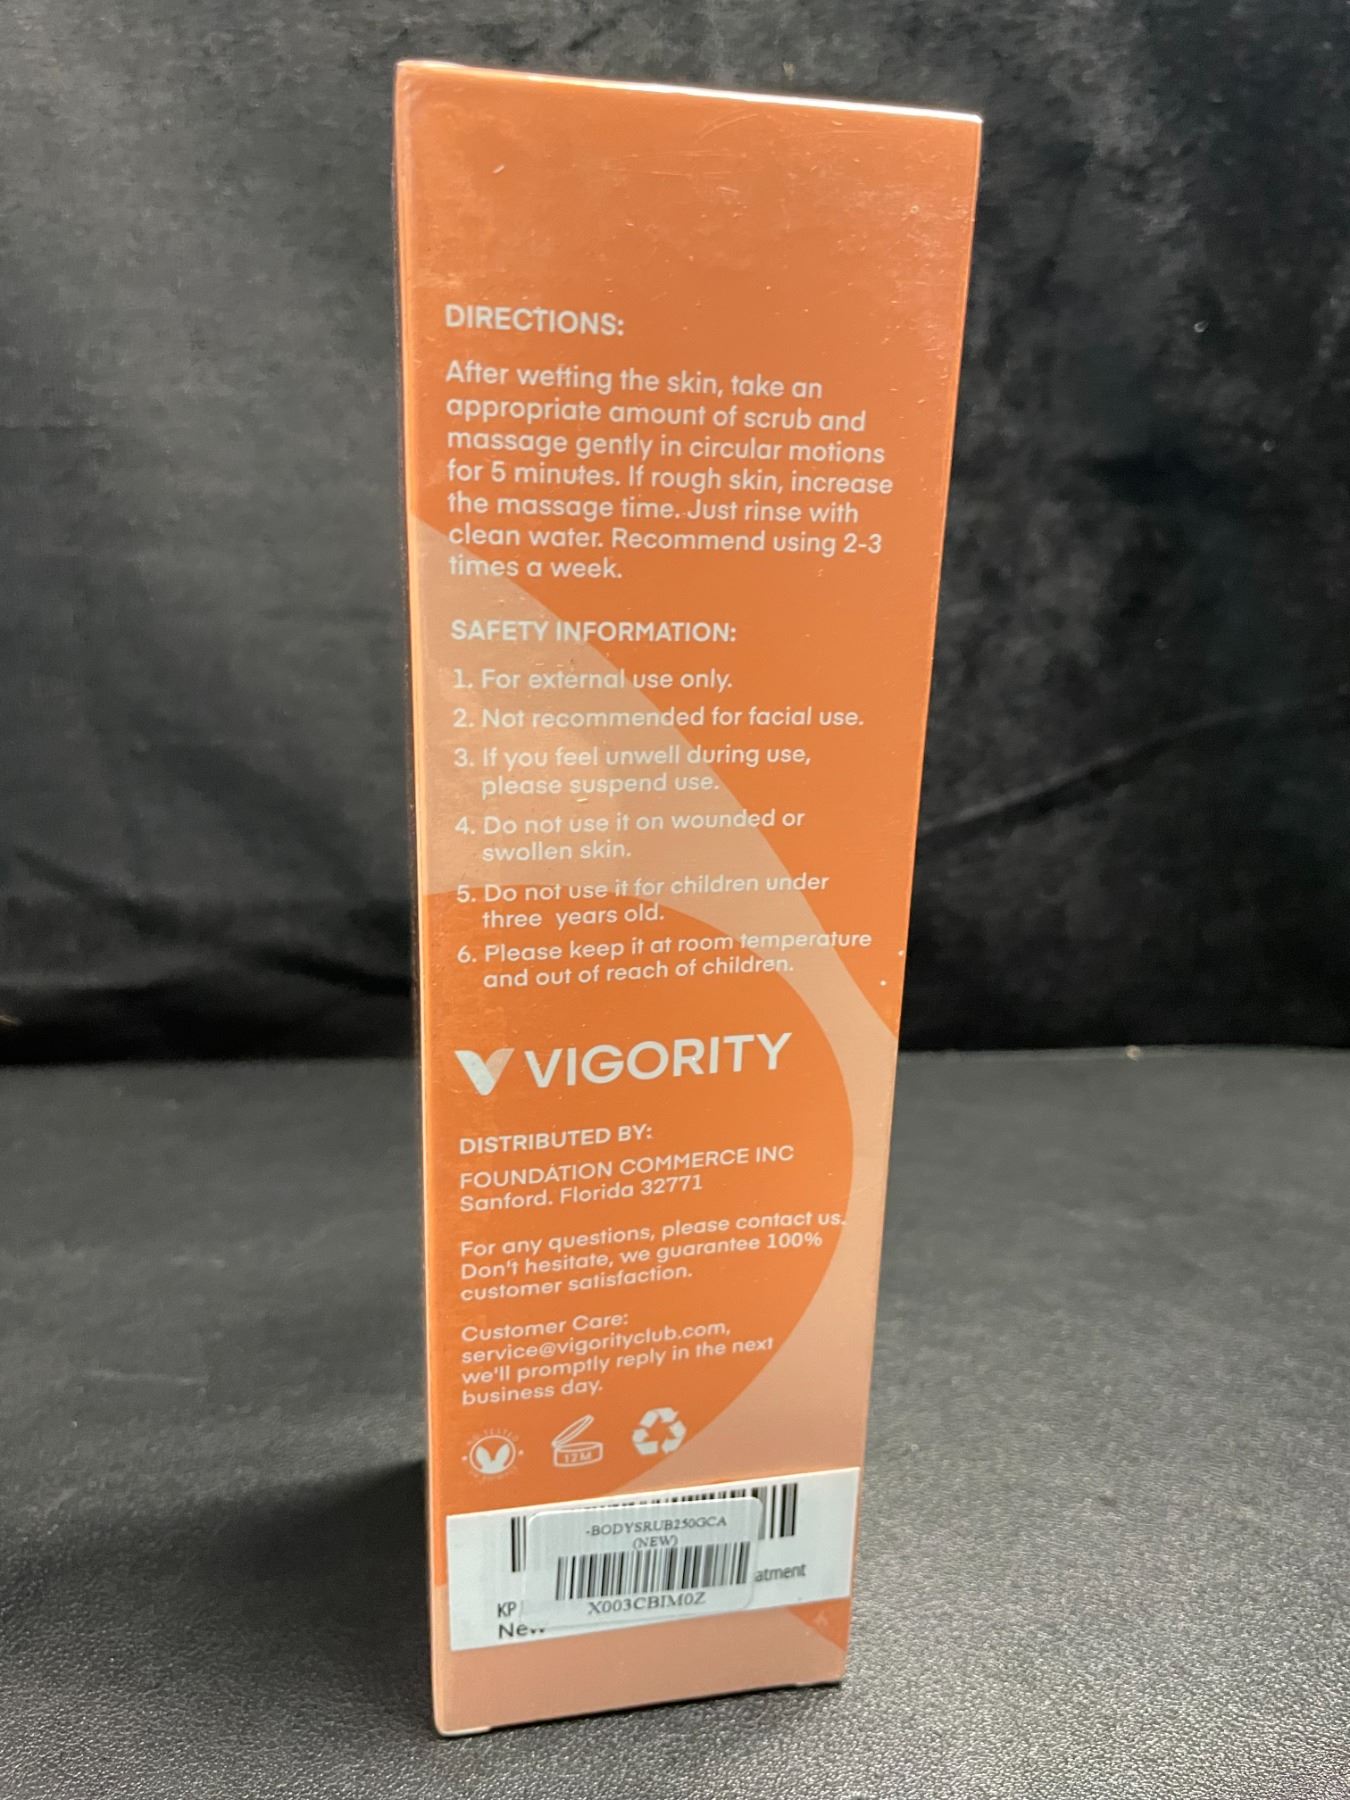 DIRECTIONS:
After wetting the skin, take an
appropriate amount of scrub and
massage gently in circular motions
for 5 minutes. If rough skin, increase
the massage time. Just rinse with
clean water. Recommend using 2-3
times a week.
SAFETY INFORMATION:
1. For external use only.
2. Not recommended for facial use.
3. If you feel unwell during use,
please suspend use.
4. Do not use it on wounded or
swollen skin.
5. Do not use it for children under
three years old.
6. Please keep it at room temperature
and out of reach of children.
VIGORITY
DISTRIBUTED BY:
FOUNDATION COMMERCE INC
Sanford. Florida 32771
For any questions, please contact us.
Don't hesitate, we guarantee 100%
customer satisfaction.
Customer Care:
service@vigorityclub.com,
we'll promptly reply in the next
business day.
12M
-BODYSRUB250GCA
(NEW)
X003CBIM0Z
KP
atment